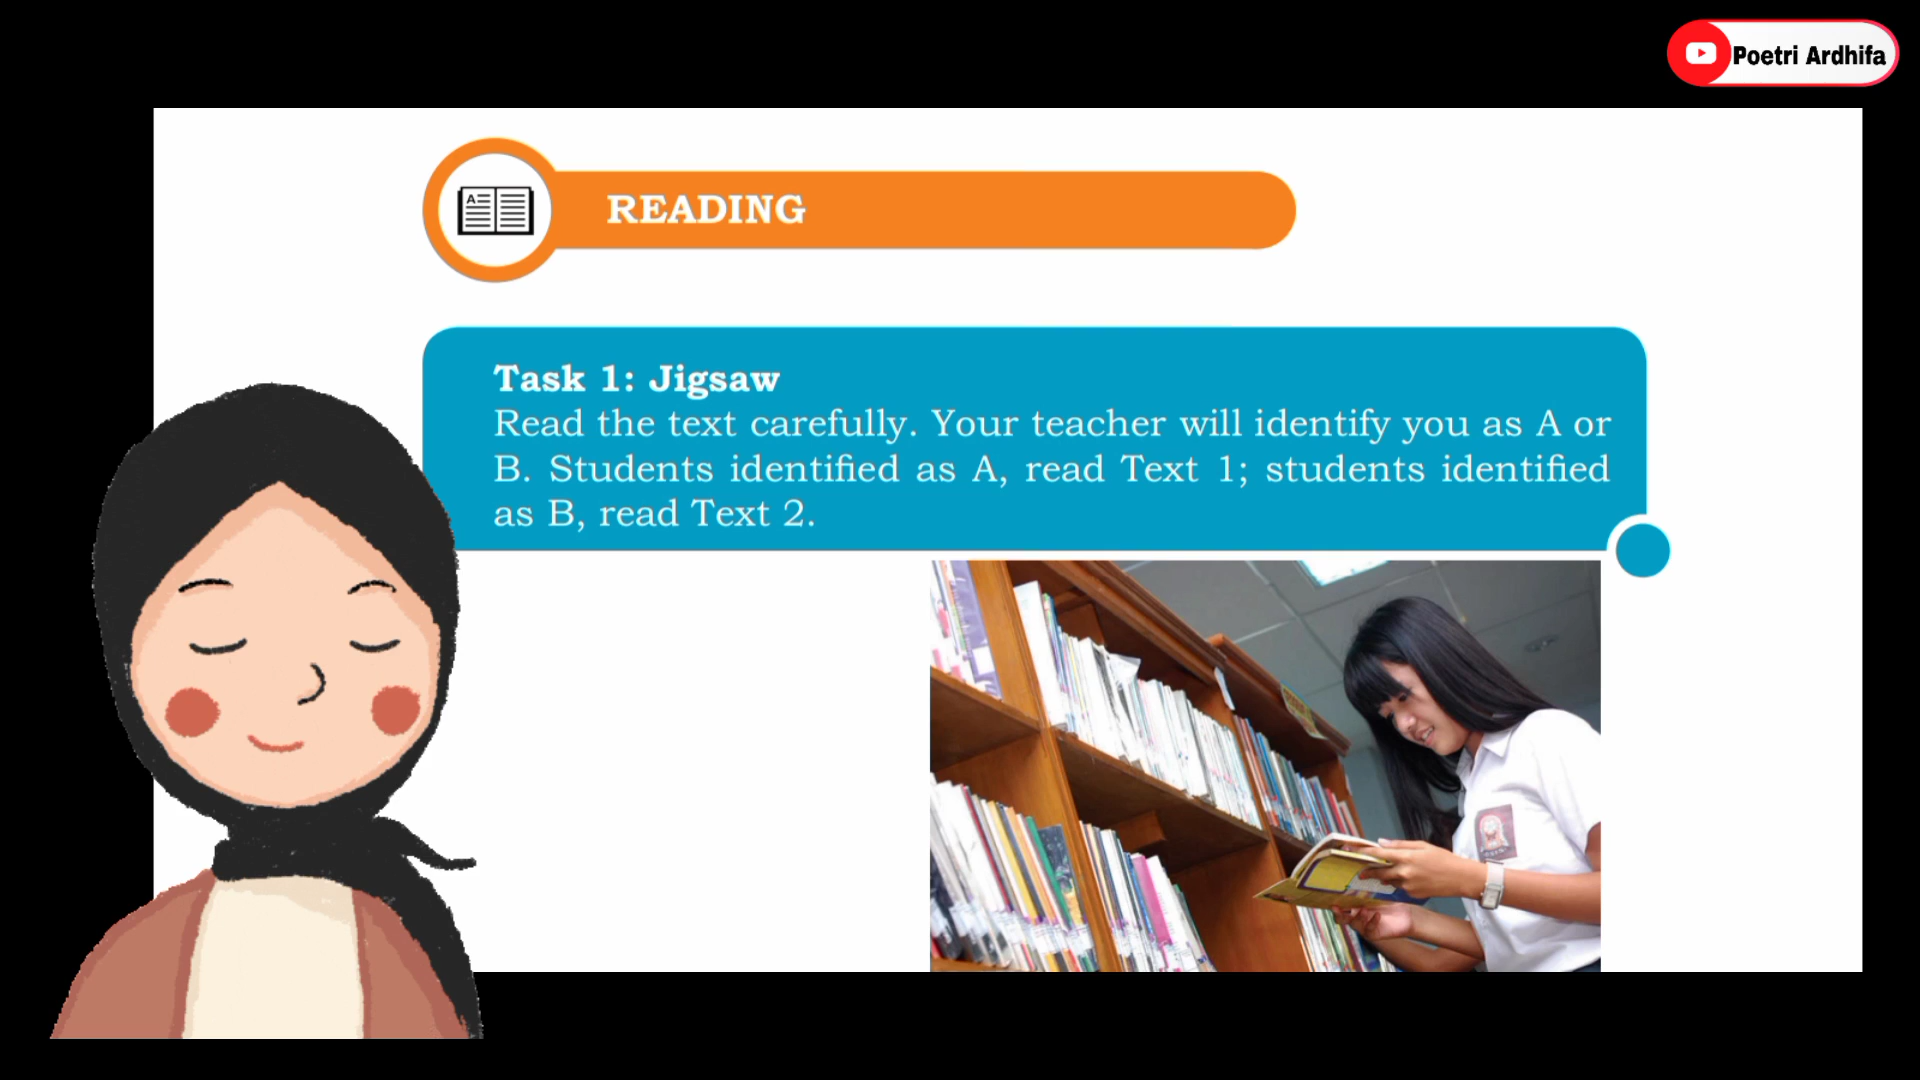 Poetri Ardhifa
READING
Task 1: Jigsaw
Read the text carefully. Your teacher will identify you as A or
B. Students identified as A, read Text 1; students identified
as B, read Text 2.